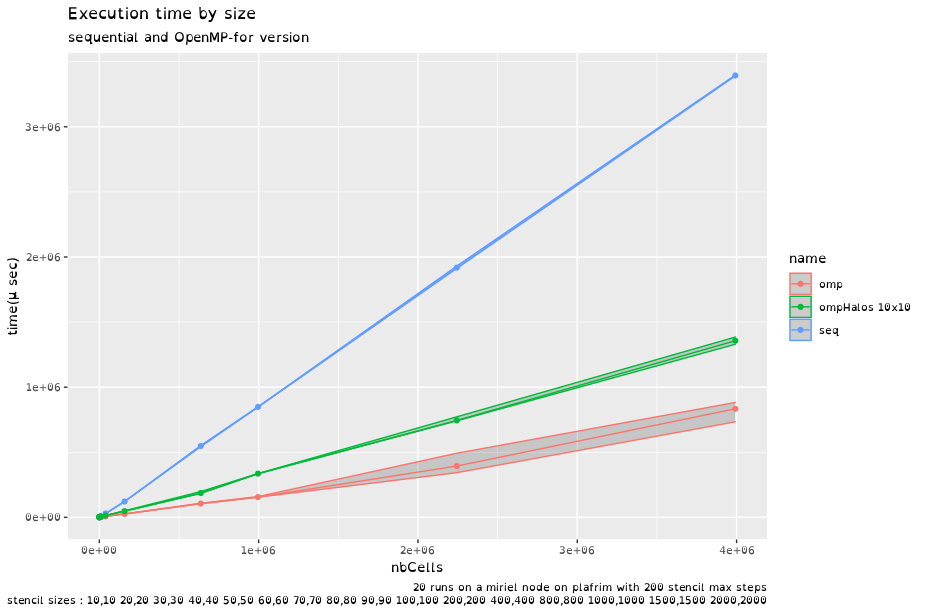 Execution time by size
sequential and OpenMP-for version
3e+06
2e+06
1e+06
0e+00
time(µ sec)
0e+00 1e+06 2e+06 3e+06 4e+06
nbCells
name
omp
ompHalos 10x10
seq
20 runs on a miriel node on plafrim with 200 stencil max steps
stencil sizes : 10,10 20,20 30,30 40,40 50,50 60,60 70,70 80,80 90,90 100,100 200,200 400,400 800,800 1000,1000 1500,1500 2000,2000